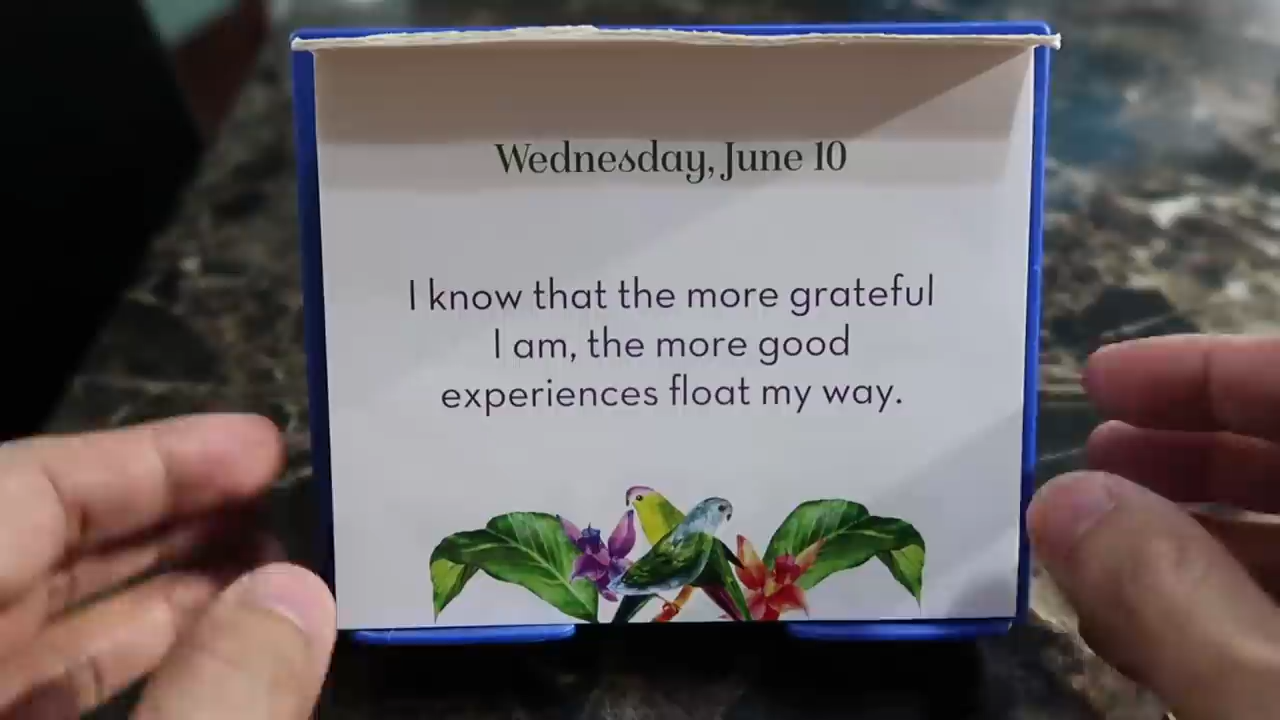 Wednesday, June 10
I know that the more grateful
I am, the more good
experiences float my way.